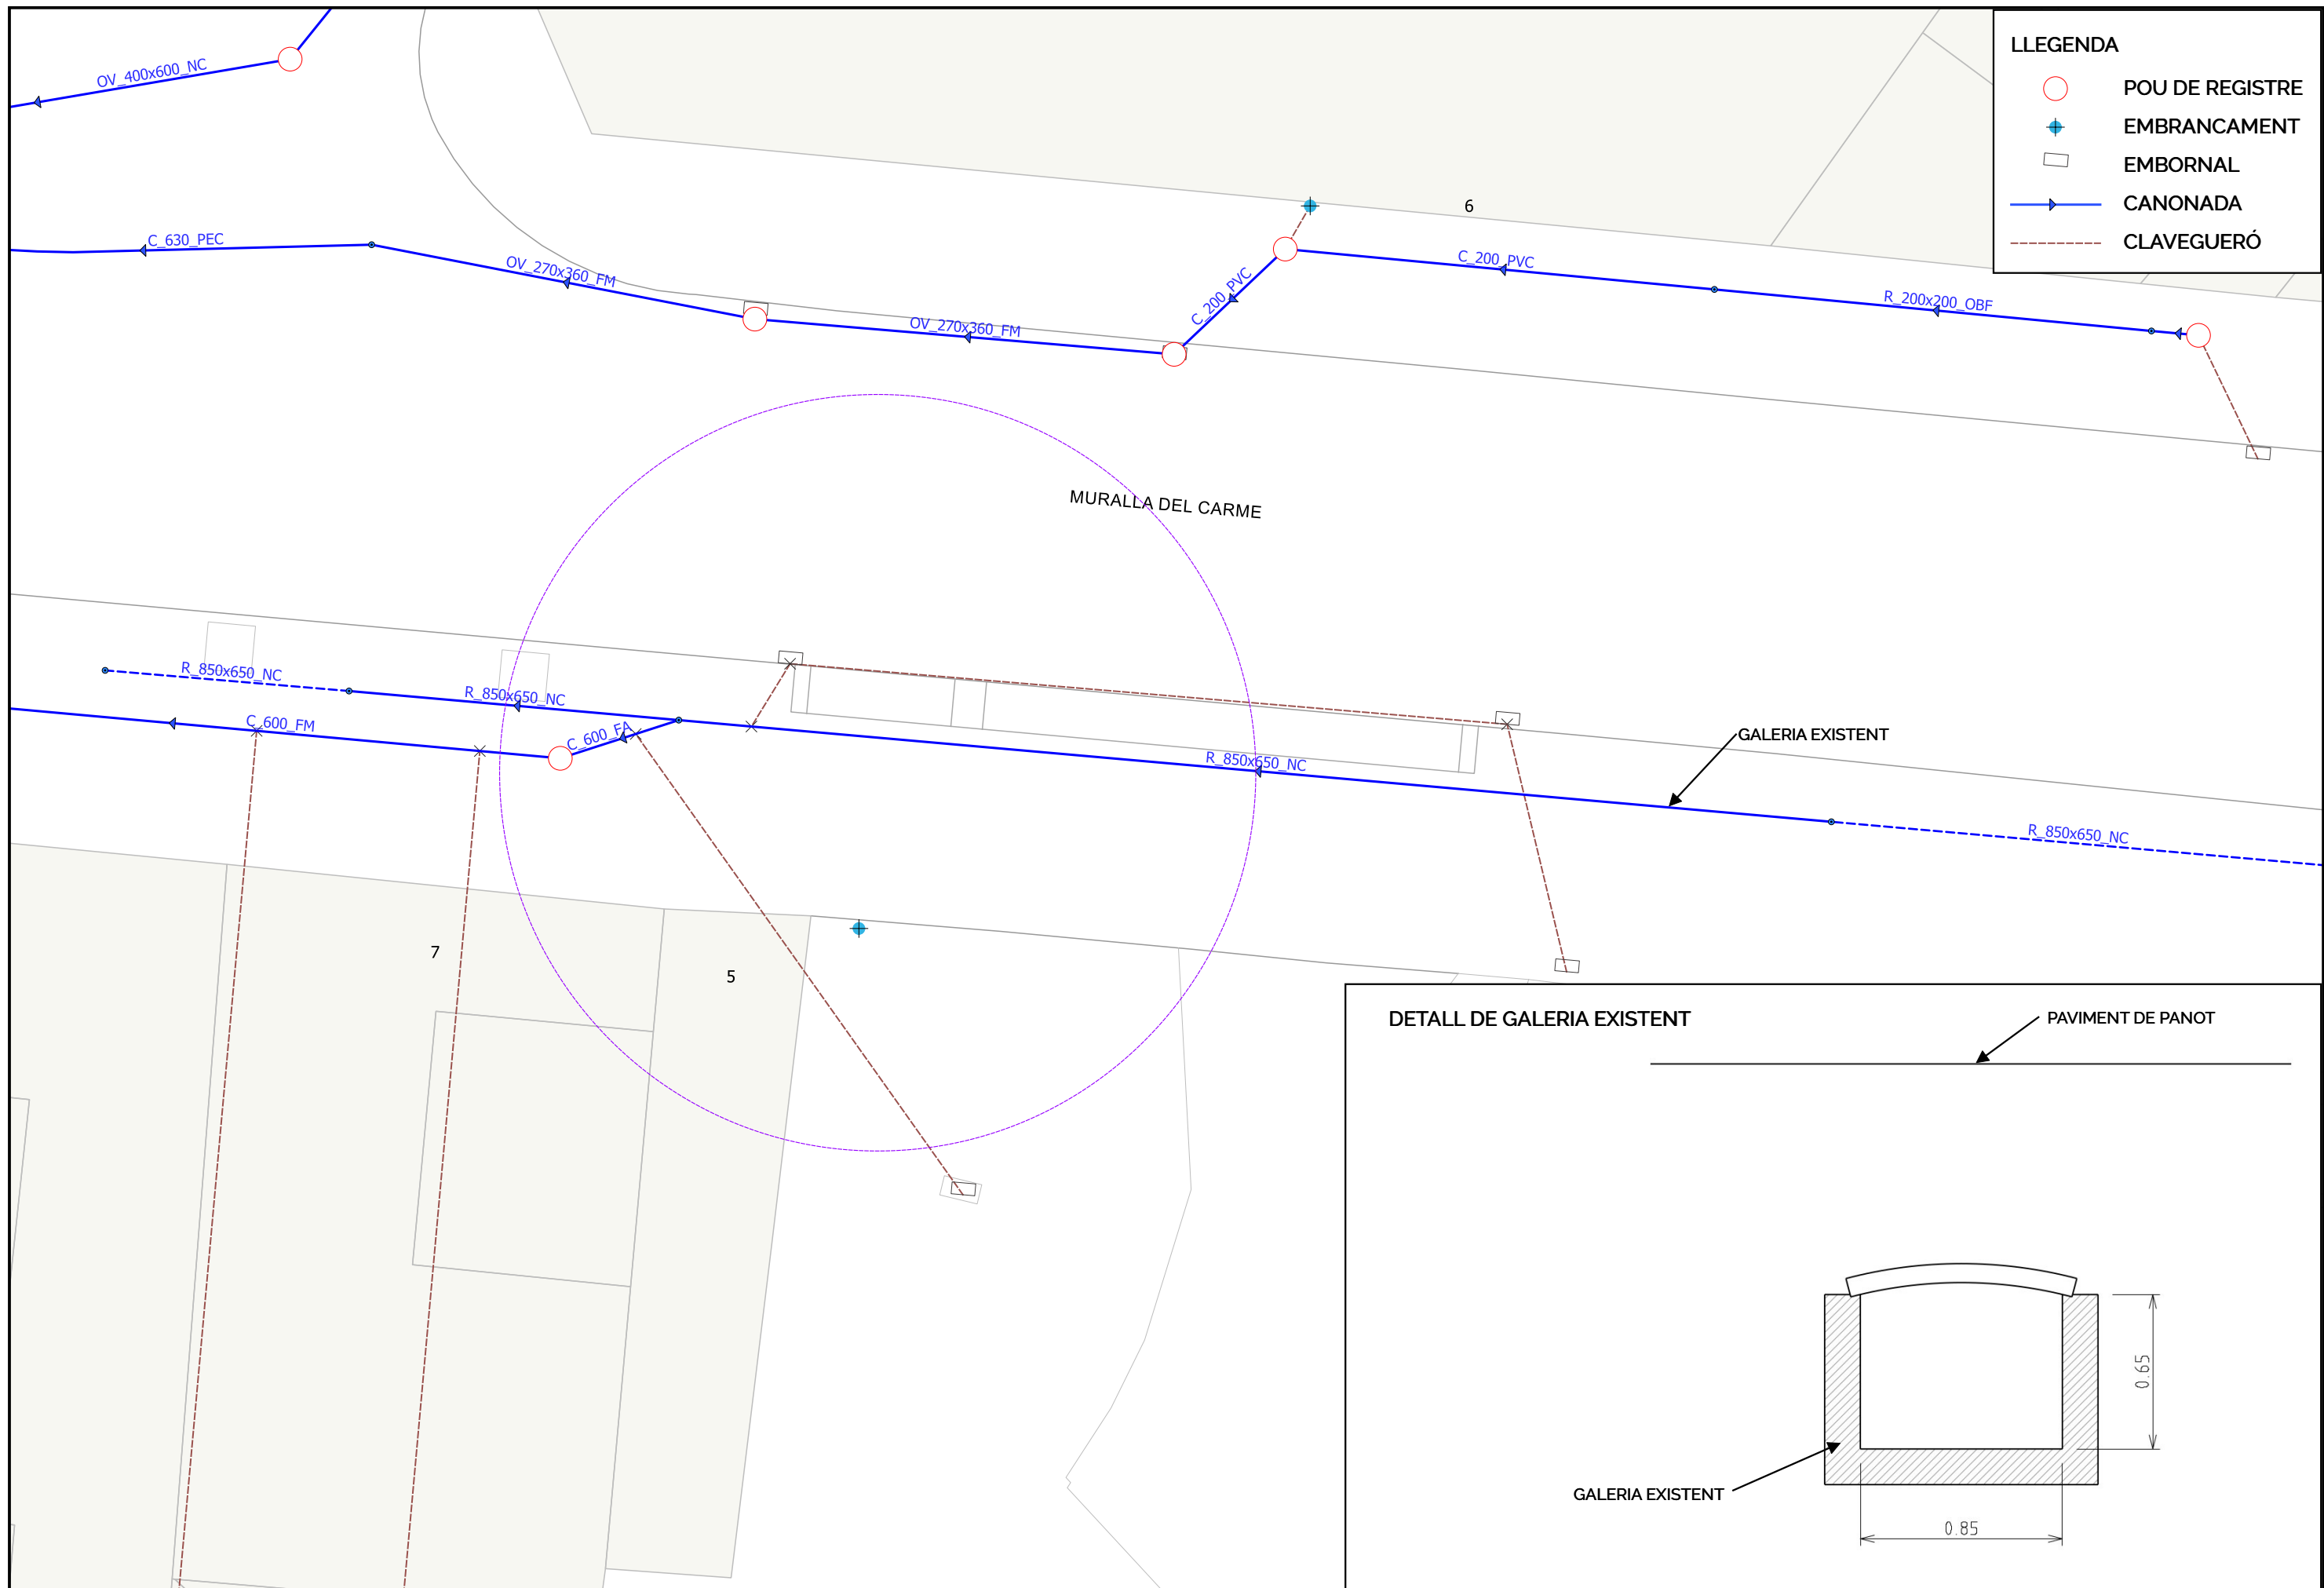 LLEGENDA
POU DE REGISTRE
EMBRANCAMENT
EMBORNAL
CANONADA
CLAVEGUERÓ
OV_400x600_NC
6
C_630_PEC
OV_270x360_FM
C_200_PVC
C_200_PVC
R_200x200_OBF
OV_270x360_FM
MURALLA DEL CARME
R_850x650_NC
R_850x650_NC
C_600_FM
C_600_FA
R_850x650_NC
GALERIA EXISTENT
R_850x650_NC
7
5
DETALL DE GALERIA EXISTENT
PAVIMENT DE PANOT
0.65
GALERIA EXISTENT
0.85